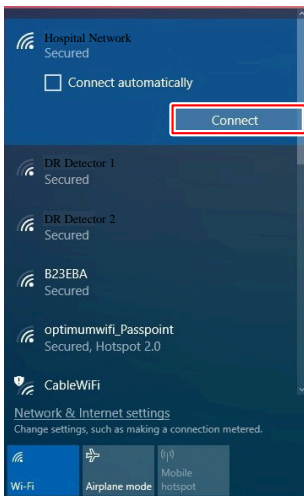 Hospital Network
Secured
Connect automatically
Connect
DR Detector 1
Secured
DR Detector 2
Secured
B23EBA
Secured
optimumwifi_Passpoint
Secured, Hotspot 2.0
CableWiFi
Network & Internet settings
Change settings, such as making a connection metered.
Wi-Fi
Airplane mode
Mobile
hotspot